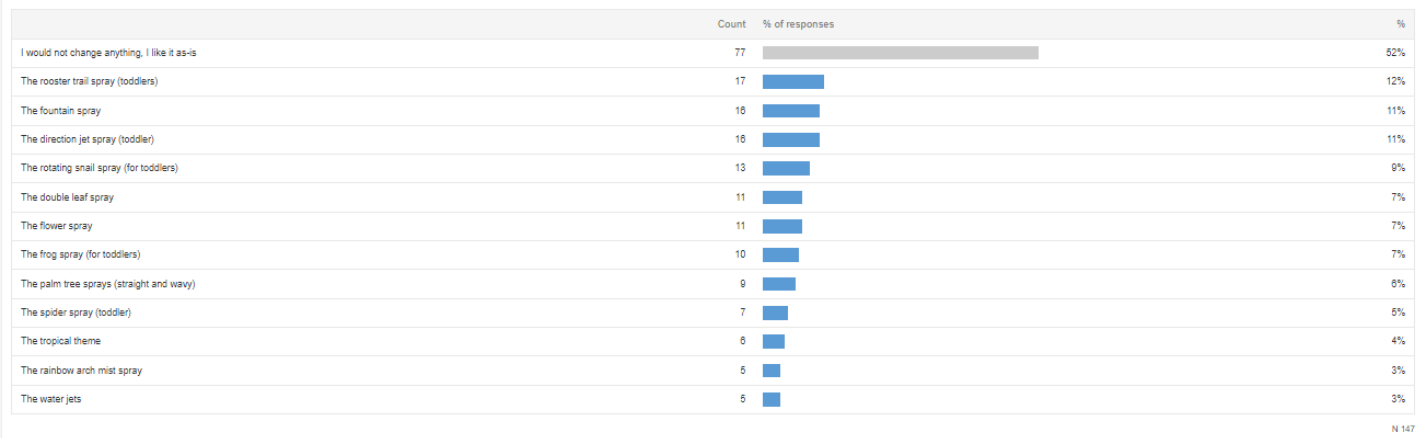 Count % of responses %
I would not change anything, I like it as-is 77 52%
The rooster trail spray (toddlers) 17 12%
The fountain spray 16 11%
The direction jet spray (toddler) 16 11%
The rotating snail spray (for toddlers) 13 9%
The double leaf spray 11 7%
The flower spray 11 7%
The frog spray (for toddlers) 10 7%
The palm tree sprays (straight and wavy) 9 6%
The spider spray (toddler) 7 5%
The tropical theme 6 4%
The rainbow arch mist spray 5 3%
The water jets 5 3%
N 147